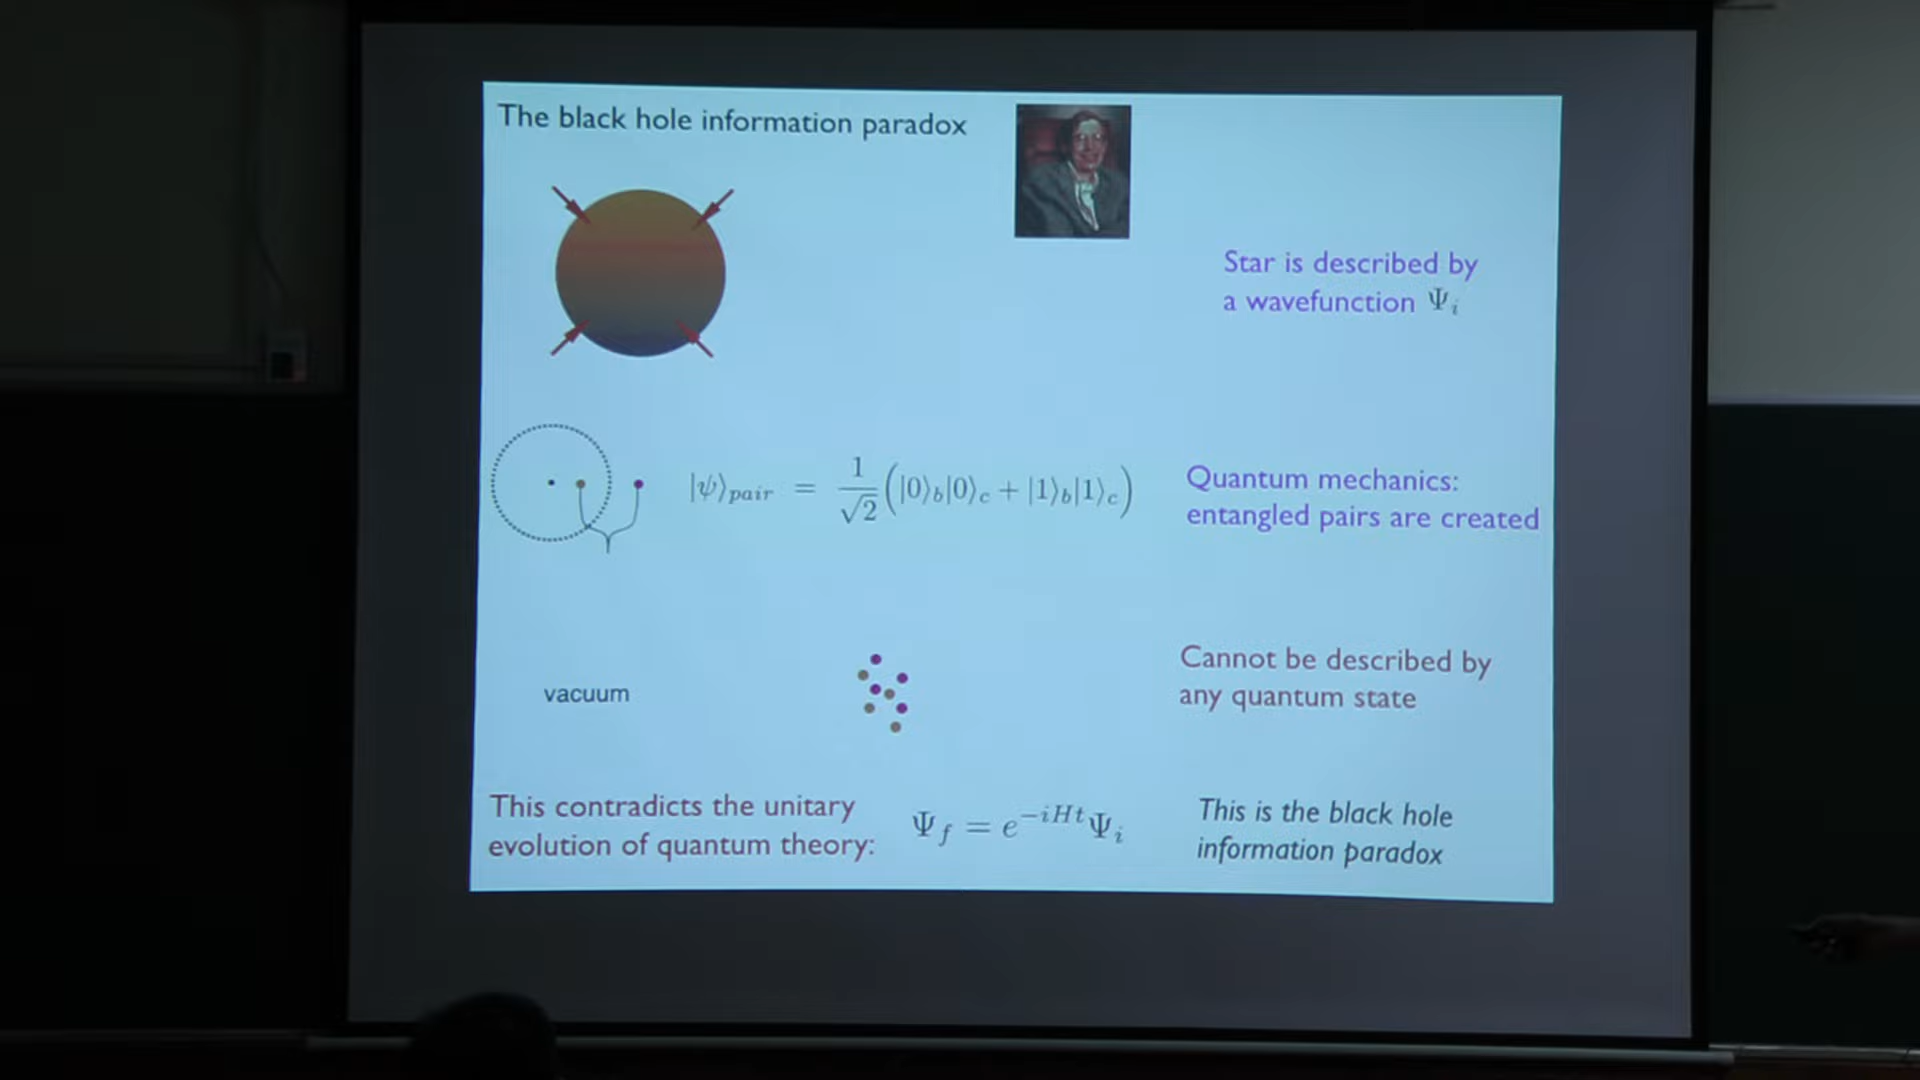 The black hole information paradox
Star is described by
a wavefunction Ψ_i
|ψ⟩_pair = 1/√2 (|0⟩_b|0⟩_c + |1⟩_b|1⟩_c)
Quantum mechanics:
entangled pairs are created
vacuum
Cannot be described by
any quantum state
This contradicts the unitary
evolution of quantum theory:
Ψ_f = e^{-iHt}Ψ_i
This is the black hole
information paradox